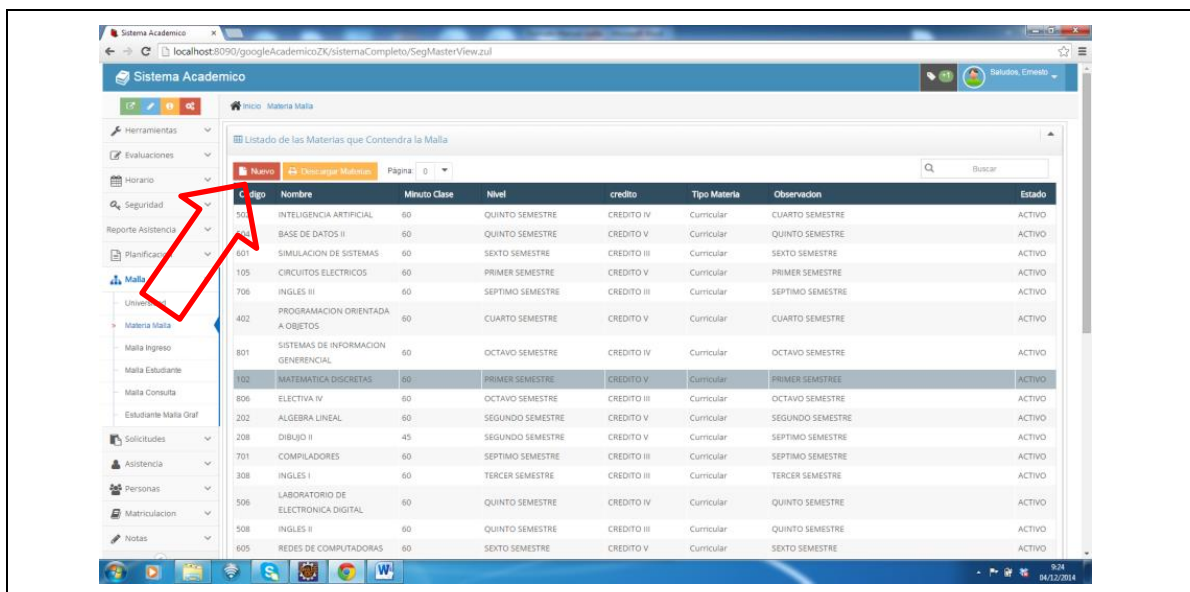 Sistema Academico
localhost:8090/googleAcademicoZK/sistemaCompleto/SegMasterView.zul
Sistema Academico
+1
Saludos, Ernesto
Inicio Materia Malla
Herramientas
Evaluaciones
Horario
Seguridad
Reporte Asistencia
Malla
Materia Malla
Malla Ingreso
Malla Estudiante
Malla Consulta
Estudiante Malla Graf
Solicitudes
Asistencia
Personas
Matriculacion
Notas
Listado de las Materias que Contendra la Malla
Nuevo Descargar Materias Página: 0 Buscar
Nombre Minuto Clase Nivel credito Tipo Materia Observacion Estado
INTELIGENCIA ARTIFICIAL 60 QUINTO SEMESTRE CREDITO IV Curricular CUARTO SEMESTRE ACTIVO
BASE DE DATOS II 60 QUINTO SEMESTRE CREDITO V Curricular QUINTO SEMESTRE ACTIVO
601 SIMULACION DE SISTEMAS 60 SEXTO SEMESTRE CREDITO III Curricular SEXTO SEMESTRE ACTIVO
105 CIRCUITOS ELECTRICOS 60 PRIMER SEMESTRE CREDITO V Curricular PRIMER SEMESTRE ACTIVO
706 INGLES III 60 SEPTIMO SEMESTRE CREDITO III Curricular SEPTIMO SEMESTRE ACTIVO
402 PROGRAMACION ORIENTADA A OBJETOS 60 CUARTO SEMESTRE CREDITO V Curricular CUARTO SEMESTRE ACTIVO
801 SISTEMAS DE INFORMACION GENERENCIAL 60 OCTAVO SEMESTRE CREDITO IV Curricular OCTAVO SEMESTRE ACTIVO
102 MATEMATICA DISCRETAS 60 PRIMER SEMESTRE CREDITO V Curricular PRIMER SEMSTREE ACTIVO
806 ELECTIVA IV 60 OCTAVO SEMESTRE CREDITO III Curricular OCTAVO SEMESTRE ACTIVO
202 ALGEBRA LINEAL 60 SEGUNDO SEMESTRE CREDITO V Curricular SEGUNDO SEMESTRE ACTIVO
208 DIBUJO II 45 SEGUNDO SEMESTRE CREDITO V Curricular SEPTIMO SEMESTRE ACTIVO
701 COMPILADORES 60 SEPTIMO SEMESTRE CREDITO III Curricular SEPTIMO SEMESTRE ACTIVO
308 INGLES I 60 TERCER SEMESTRE CREDITO III Curricular TERCER SEMESTRE ACTIVO
506 LABORATORIO DE ELECTRONICA DIGITAL 60 QUINTO SEMESTRE CREDITO IV Curricular QUINTO SEMESTRE ACTIVO
508 INGLES II 60 QUINTO SEMESTRE CREDITO III Curricular QUINTO SEMESTRE ACTIVO
605 REDES DE COMPUTADORAS 60 SEXTO SEMESTRE CREDITO V Curricular SEXTO SEMESTRE ACTIVO
9:24
04/12/2014